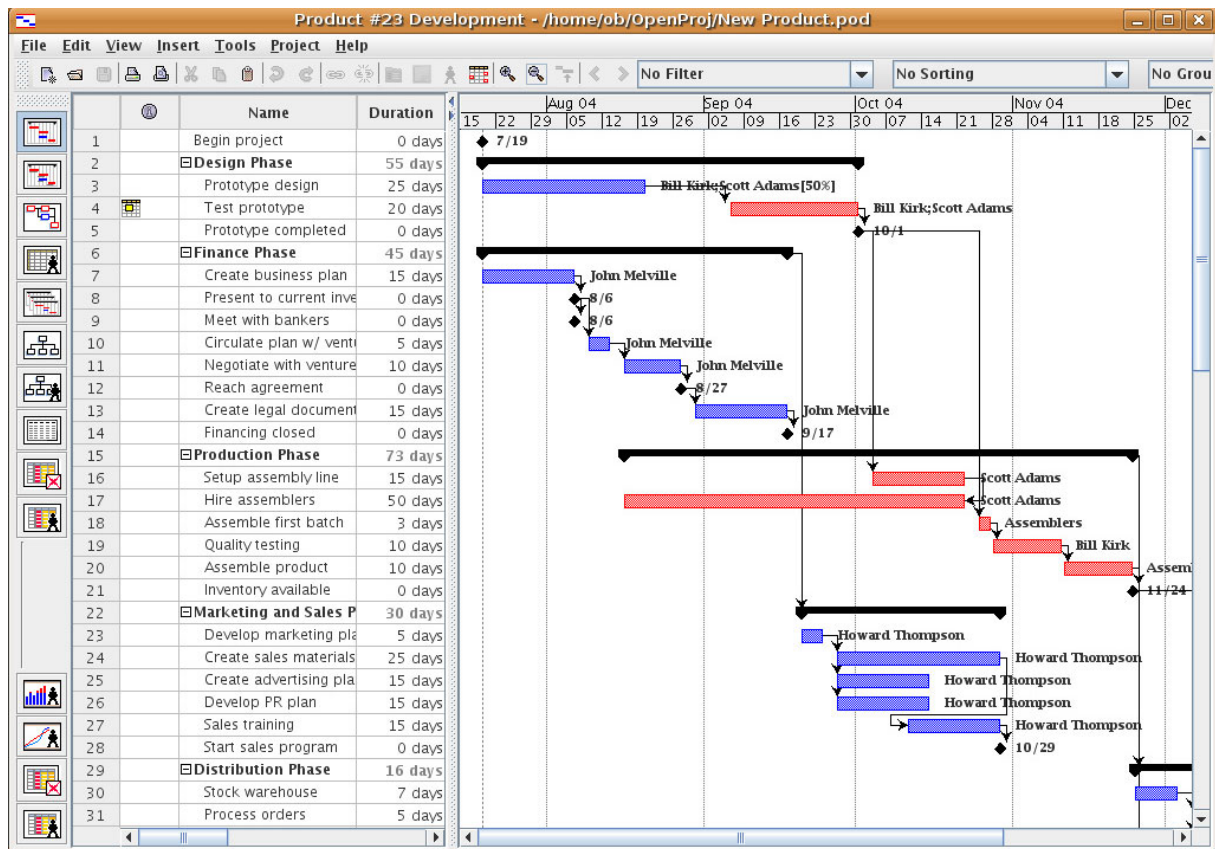 Product #23 Development - /home/ob/OpenProj/New Product.pod
File Edit View Insert Tools Project Help
No Filter No Sorting No Grou
Name Duration
Aug 04 Sep 04 Oct 04 Nov 04 Dec
15 22 29 05 12 19 26 02 09 16 23 30 07 14 21 28 04 11 18 25 02
1 Begin project 0 days 7/19
2 Design Phase 55 days
3 Prototype design 25 days Bill Kirk;Scott Adams[50%]
4 Test prototype 20 days Bill Kirk;Scott Adams
5 Prototype completed 0 days 10/1
6 Finance Phase 45 days
7 Create business plan 15 days John Melville
8 Present to current inve 0 days 8/6
9 Meet with bankers 0 days 8/6
10 Circulate plan w/ vent 5 days John Melville
11 Negotiate with venture 10 days John Melville
12 Reach agreement 0 days 8/27
13 Create legal document 15 days John Melville
14 Financing closed 0 days 9/17
15 Production Phase 73 days
16 Setup assembly line 15 days Scott Adams
17 Hire assemblers 50 days Scott Adams
18 Assemble first batch 3 days Assemblers
19 Quality testing 10 days Bill Kirk
20 Assemble product 10 days Assem
21 Inventory available 0 days 11/24
22 Marketing and Sales P 30 days
23 Develop marketing pla 5 days Howard Thompson
24 Create sales materials 25 days Howard Thompson
25 Create advertising pla 15 days Howard Thompson
26 Develop PR plan 15 days Howard Thompson
27 Sales training 15 days Howard Thompson
28 Start sales program 0 days 10/29
29 Distribution Phase 16 days
30 Stock warehouse 7 days
31 Process orders 5 days